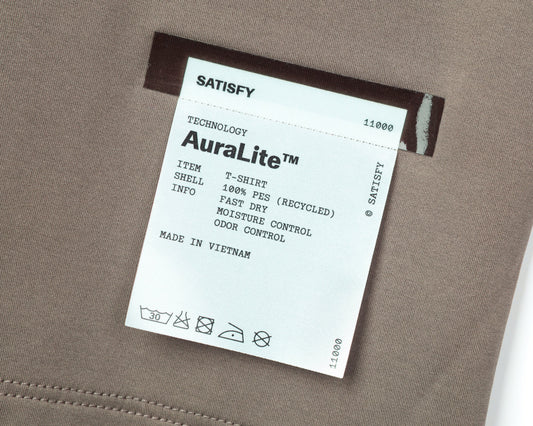 SATISFY
11000
TECHNOLOGY
AuraLite™
ITEM T-SHIRT
SHELL 100% PES (RECYCLED)
INFO FAST DRY
MOISTURE CONTROL
ODOR CONTROL
MADE IN VIETNAM
© SATISFY
30
11000